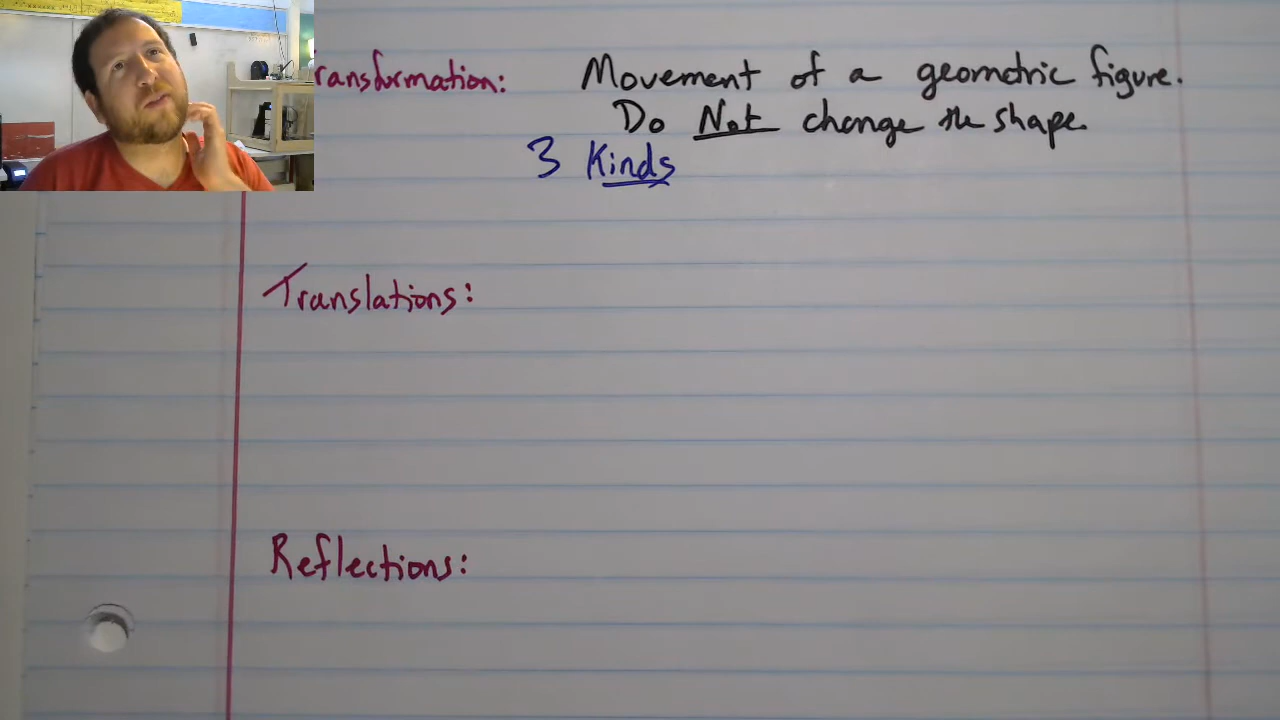 ransformation: Movement of a geometric figure.
Do Not change the shape.
3 Kinds
Translations:
Reflections: